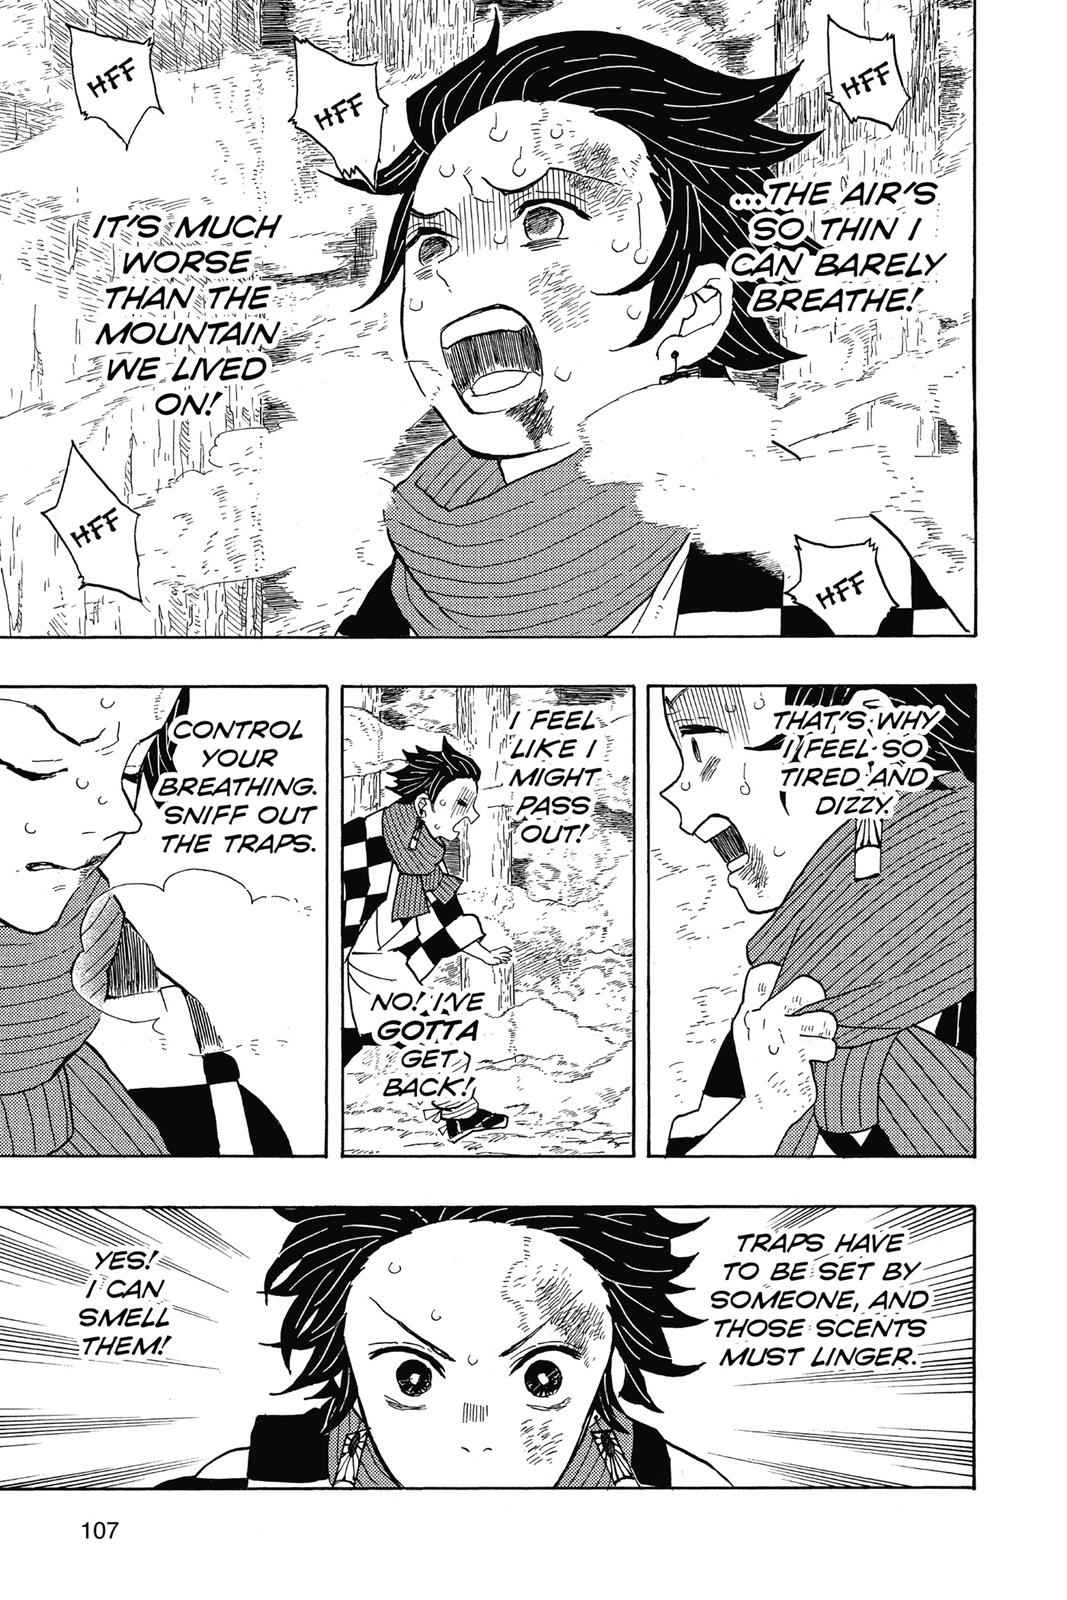 HFF
...THE AIR'S
SO THIN I
CAN BARELY
BREATHE!
HFF
HFF
IT'S MUCH
WORSE
THAN THE
MOUNTAIN
WE LIVED
ON!
HFF
HFF
THAT'S WHY
I FEEL SO
TIRED AND
DIZZY.
I FEEL
LIKE I
MIGHT
PASS
OUT!
NO! I'VE
GOTTA
GET
BACK!
CONTROL
YOUR
BREATHING.
SNIFF OUT
THE TRAPS.
TRAPS HAVE
TO BE SET BY
SOMEONE, AND
THOSE SCENTS
MUST LINGER.
YES!
I CAN
SMELL
THEM!
107